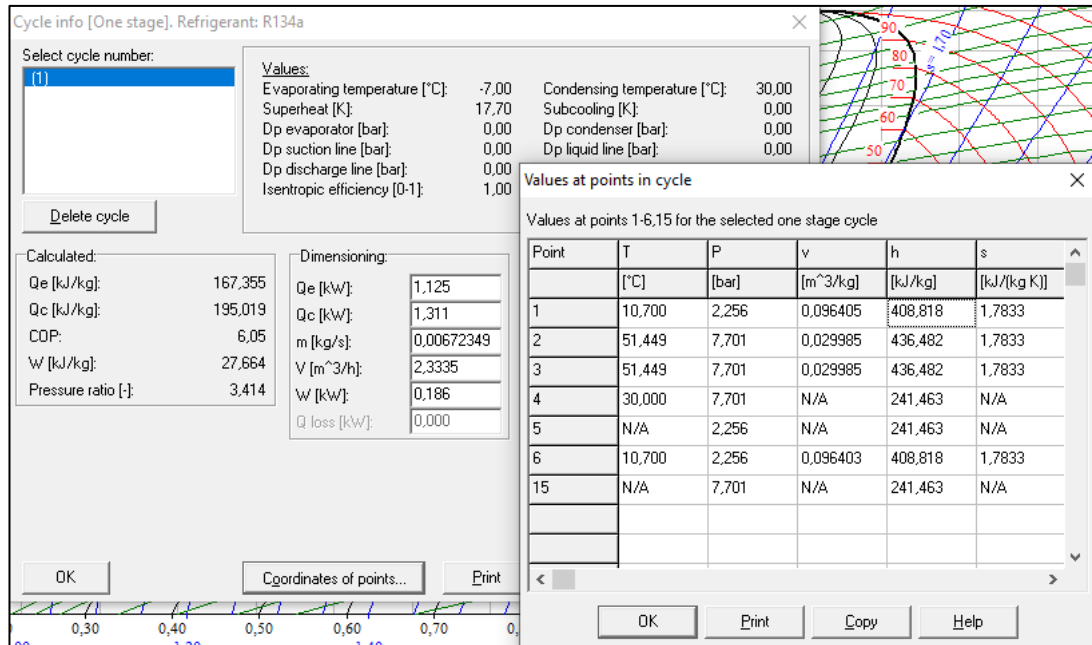 Cycle info [One stage]. Refrigerant: R134a
Select cycle number:
(1)
Delete cycle
Values:
Evaporating temperature [°C]: -7,00 Condensing temperature [°C]: 30,00
Superheat [K]: 17,70 Subcooling [K]: 0,00
Dp evaporator [bar]: 0,00 Dp condenser [bar]: 0,00
Dp suction line [bar]: 0,00 Dp liquid line [bar]: 0,00
Dp discharge line [bar]: 0,00
Isentropic efficiency [0-1]: 1,00
Calculated:
Qe [kJ/kg]: 167,355
Qc [kJ/kg]: 195,019
COP: 6,05
W [kJ/kg]: 27,664
Pressure ratio [-]: 3,414
Dimensioning:
Qe [kW]: 1,125
Qc [kW]: 1,311
m [kg/s]: 0,00672349
V [m^3/h]: 2,3335
W [kW]: 0,186
Q loss [kW]: 0,000
OK Coordinates of points... Print
Values at points in cycle
Values at points 1-6,15 for the selected one stage cycle
Point T P v h s
[°C] [bar] [m^3/kg] [kJ/kg] [kJ/(kg K)]
1 10,700 2,256 0,096405 408,818 1,7833
2 51,449 7,701 0,029985 436,482 1,7833
3 51,449 7,701 0,029985 436,482 1,7833
4 30,000 7,701 N/A 241,463 N/A
5 N/A 2,256 N/A 241,463 N/A
6 10,700 2,256 0,096403 408,818 1,7833
15 N/A 7,701 N/A 241,463 N/A
OK Print Copy Help
90
80
70
60
50
s = 1,70
0,30 0,40 0,50 0,60 0,70